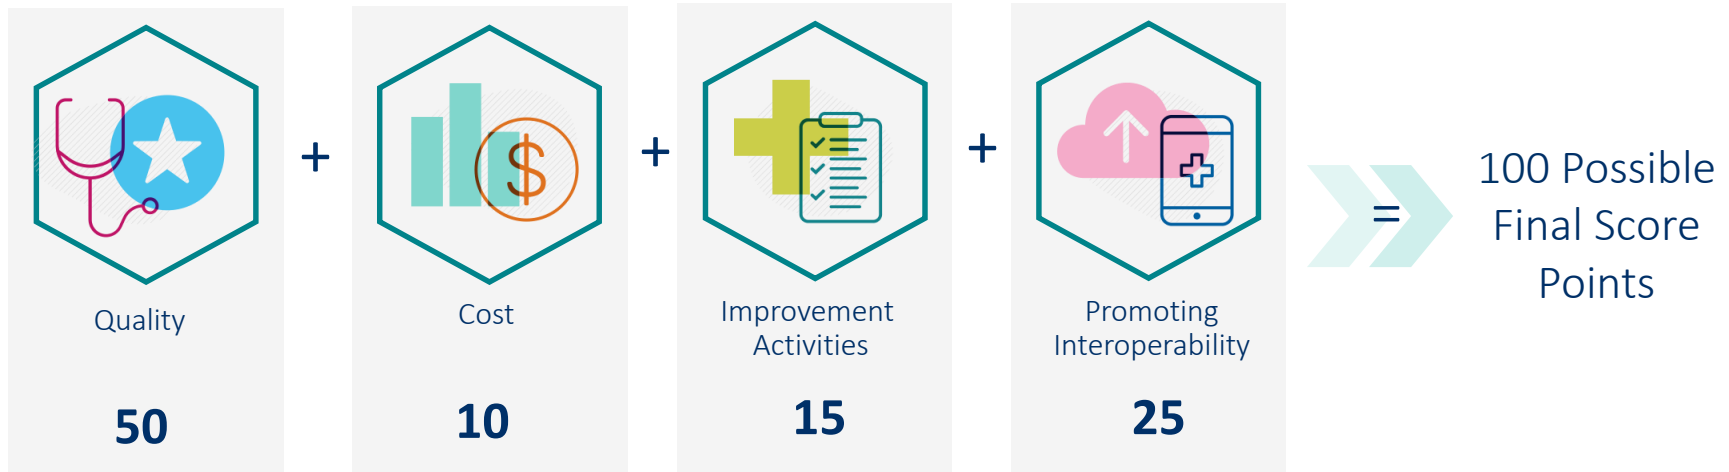 Quality
50
+
$
Cost
10
+
Improvement
Activities
15
+
Promoting
Interoperability
25
=
100 Possible
Final Score
Points